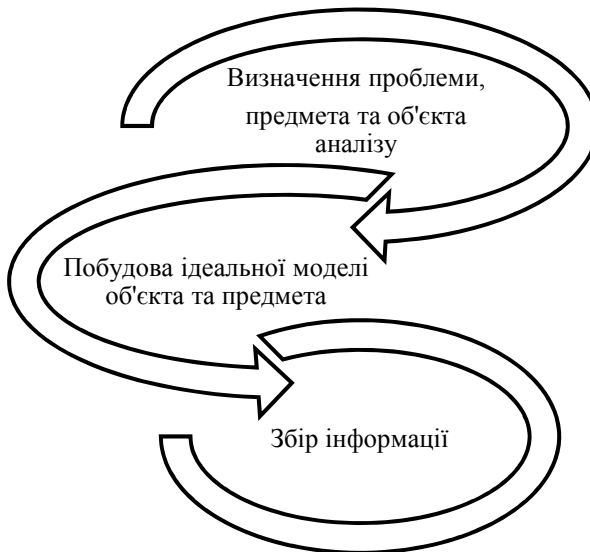 Визначення проблеми,
предмета та об'єкта
аналізу
Побудова ідеальної моделі
об'єкта та предмета
Збір інформації